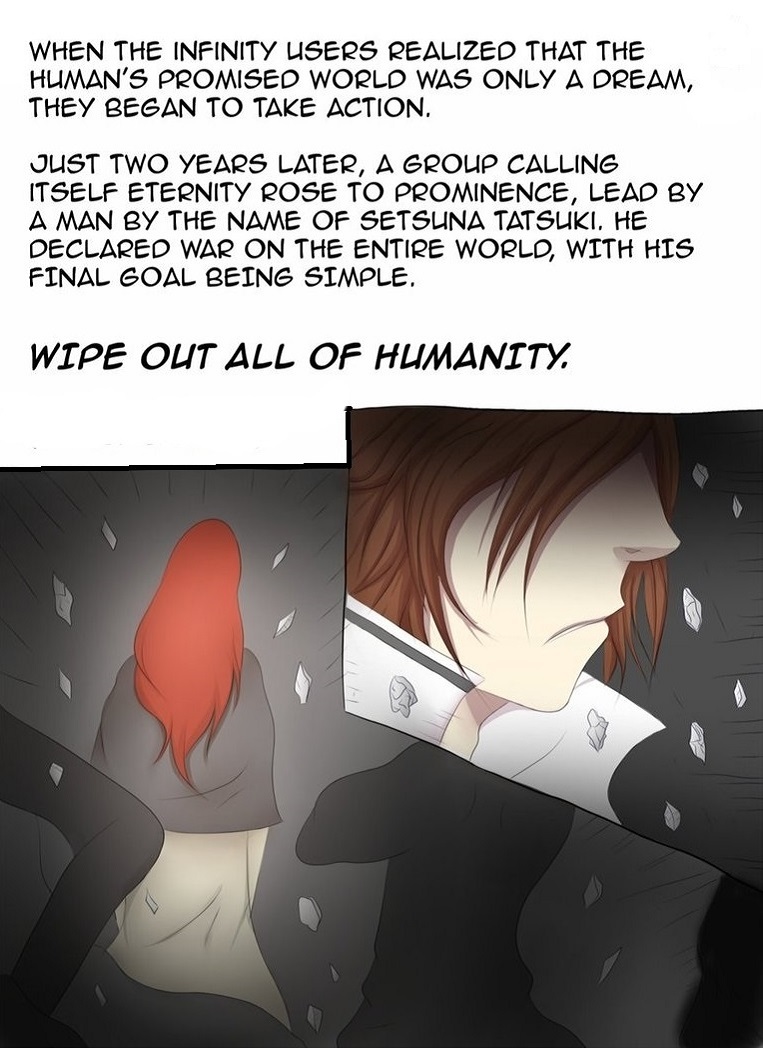 WHEN THE INFINITY USERS REALIZED THAT THE
HUMAN'S PROMISED WORLD WAS ONLY A DREAM,
THEY BEGAN TO TAKE ACTION.
JUST TWO YEARS LATER, A GROUP CALLING
ITSELF ETERNITY ROSE TO PROMINENCE, LEAD BY
A MAN BY THE NAME OF SETSUNA TATSUKI. HE
DECLARED WAR ON THE ENTIRE WORLD, WITH HIS
FINAL GOAL BEING SIMPLE.
WIPE OUT ALL OF HUMANITY.